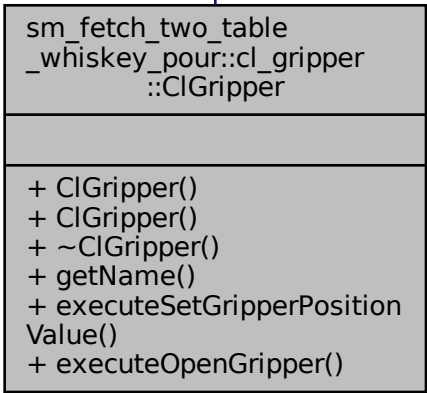 sm_fetch_two_table
_whiskey_pour::cl_gripper
::ClGripper
+ ClGripper()
+ ClGripper()
+ ~ClGripper()
+ getName()
+ executeSetGripperPosition
Value()
+ executeOpenGripper()